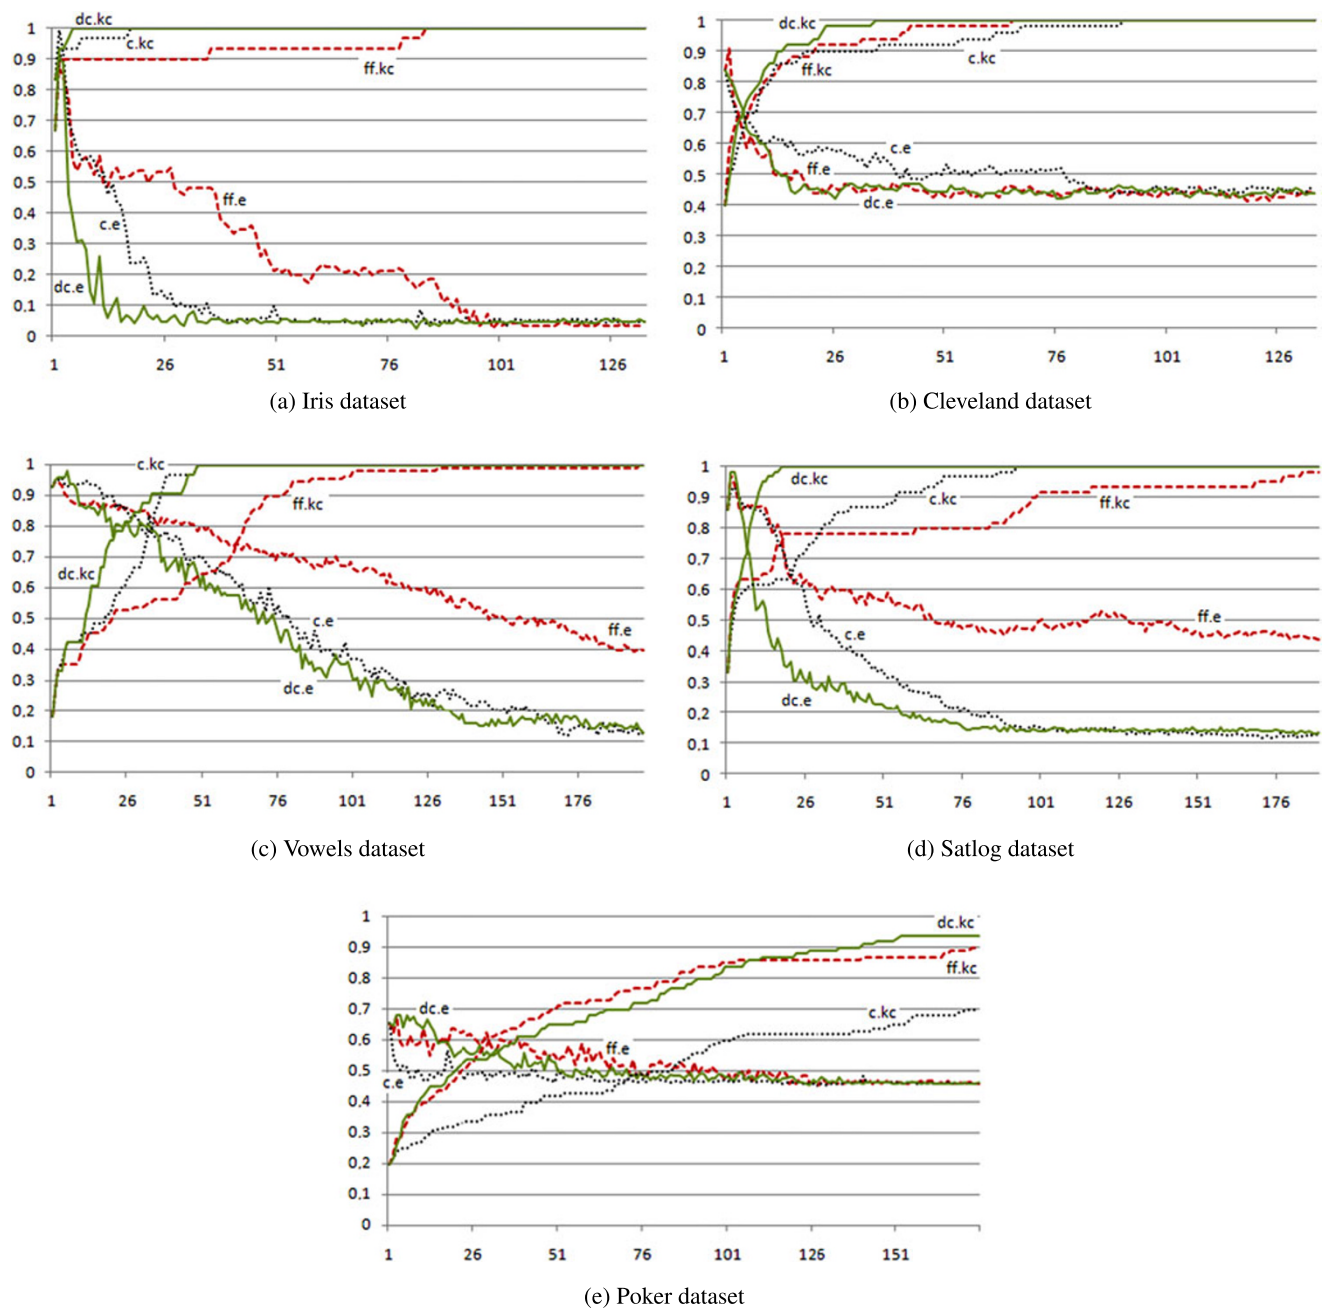 dc.kc
1
c.kc
0.9
ff.kc
0.8
0.7
0.6
0.5
ff.e
0.4
c.e
0.3
0.2
dc.e
0.1
0
1 26 51 76 101 126
(a) Iris dataset
1
dc.kc
0.9
c.kc
ff.kc
0.8
0.7
0.6
c.e
0.5
ff.e
0.4
dc.e
0.3
0.2
0.1
0
1 26 51 76 101 126
(b) Cleveland dataset
1
c.kc
0.9
ff.kc
0.8
0.7
dc.kc
0.6
0.5
c.e
ff.e
0.4
0.3
dc.e
0.2
0.1
0
1 26 51 76 101 126 151 176
(c) Vowels dataset
1
dc.kc
0.9
c.kc
ff.kc
0.8
0.7
0.6
0.5
ff.e
c.e
0.4
0.3
dc.e
0.2
0.1
0
1 26 51 76 101 126 151 176
(d) Satlog dataset
1
dc.kc
0.9
ff.kc
0.8
0.7
dc.e
c.kc
0.6
ff.e
0.5
c.e
0.4
0.3
0.2
0.1
0
1 26 51 76 101 126 151
(e) Poker dataset